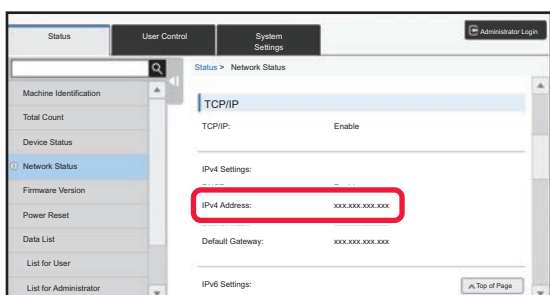 Status
User Control
System
Settings
Administrator Login
Status > Network Status
Machine Identification
Total Count
Device Status
Network Status
Firmware Version
Power Reset
Data List
List for User
List for Administrator
TCP/IP
TCP/IP: Enable
IPv4 Settings:
IPv4 Address: xxx.xxx.xxx.xxx
Default Gateway: xxx.xxx.xxx.xxx
IPv6 Settings:
Top of Page